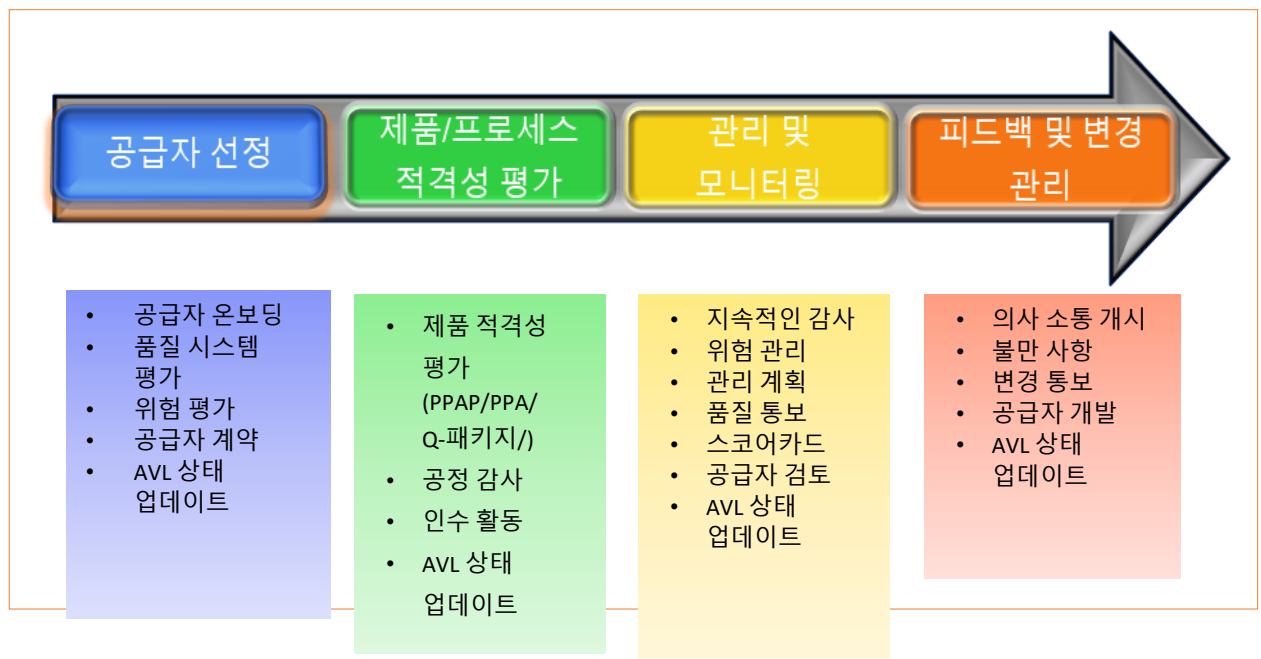 공급자 선정
제품/프로세스
적격성 평가
관리 및
모니터링
피드백 및 변경
관리
• 공급자 온보딩
• 품질 시스템
평가
• 위험 평가
• 공급자 계약
• AVL 상태
업데이트
• 제품 적격성
평가
(PPAP/PPA/
Q-패키지/)
• 공정 감사
• 인수 활동
• AVL 상태
업데이트
• 지속적인 감사
• 위험 관리
• 관리 계획
• 품질 통보
• 스코어카드
• 공급자 검토
• AVL 상태
업데이트
• 의사 소통 개시
• 불만 사항
• 변경 통보
• 공급자 개발
• AVL 상태
업데이트